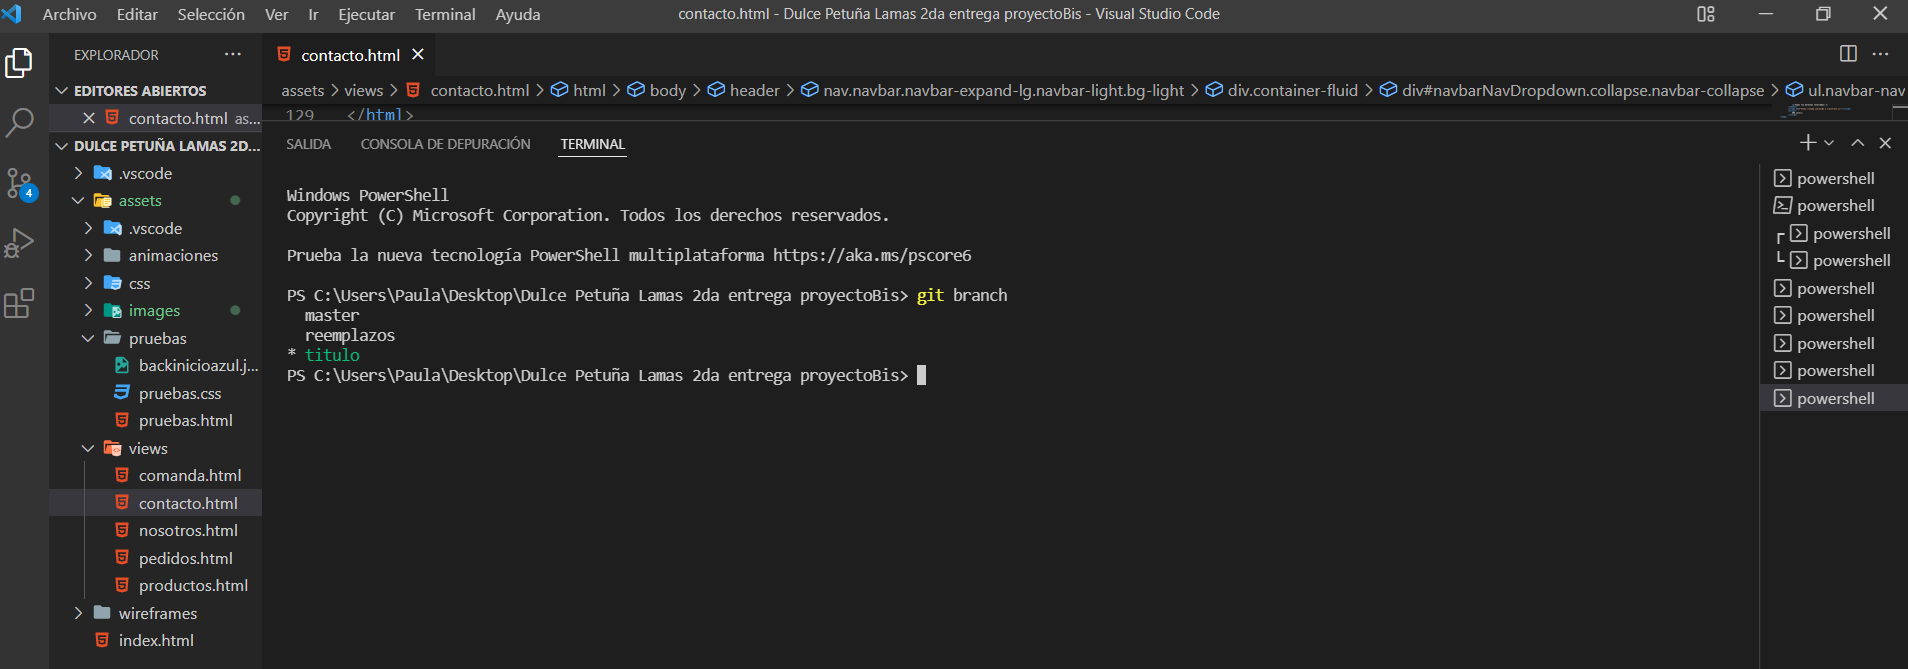 Archivo Editar Selección Ver Ir Ejecutar Terminal Ayuda
contacto.html - Dulce Petuña Lamas 2da entrega proyectoBis - Visual Studio Code
EXPLORADOR
EDITORES ABIERTOS
contacto.html as...
DULCE PETUÑA LAMAS 2D...
.vscode
assets
.vscode
animaciones
css
images
pruebas
backinicioazul.j...
pruebas.css
pruebas.html
views
comanda.html
contacto.html
nosotros.html
pedidos.html
productos.html
wireframes
index.html
4
contacto.html
assets > views > contacto.html > html > body > header > nav.navbar.navbar-expand-lg.navbar-light.bg-light > div.container-fluid > div#navbarNavDropdown.collapse.navbar-collapse > ul.navbar-nav
129 </html>
SALIDA CONSOLA DE DEPURACIÓN TERMINAL
Windows PowerShell
Copyright (C) Microsoft Corporation. Todos los derechos reservados.
Prueba la nueva tecnología PowerShell multiplataforma https://aka.ms/pscore6
PS C:\Users\Paula\Desktop\Dulce Petuña Lamas 2da entrega proyectoBis> git branch
master
reemplazos
* titulo
PS C:\Users\Paula\Desktop\Dulce Petuña Lamas 2da entrega proyectoBis>
powershell
powershell
powershell
powershell
powershell
powershell
powershell
powershell
powershell